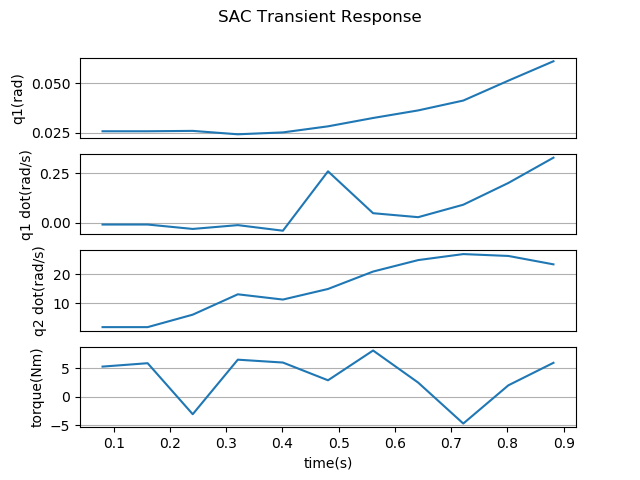 SAC Transient Response
q1(rad)
0.050
0.025
q1 dot(rad/s)
0.25
0.00
q2 dot(rad/s)
20
10
torque(Nm)
5
0
−5
0.1 0.2 0.3 0.4 0.5 0.6 0.7 0.8 0.9
time(s)